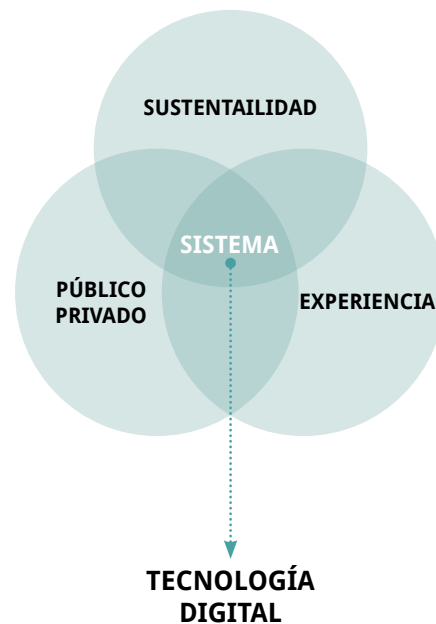 SUSTENTAILIDAD
SISTEMA
PÚBLICO
PRIVADO
EXPERIENCIA
TECNOLOGÍA
DIGITAL